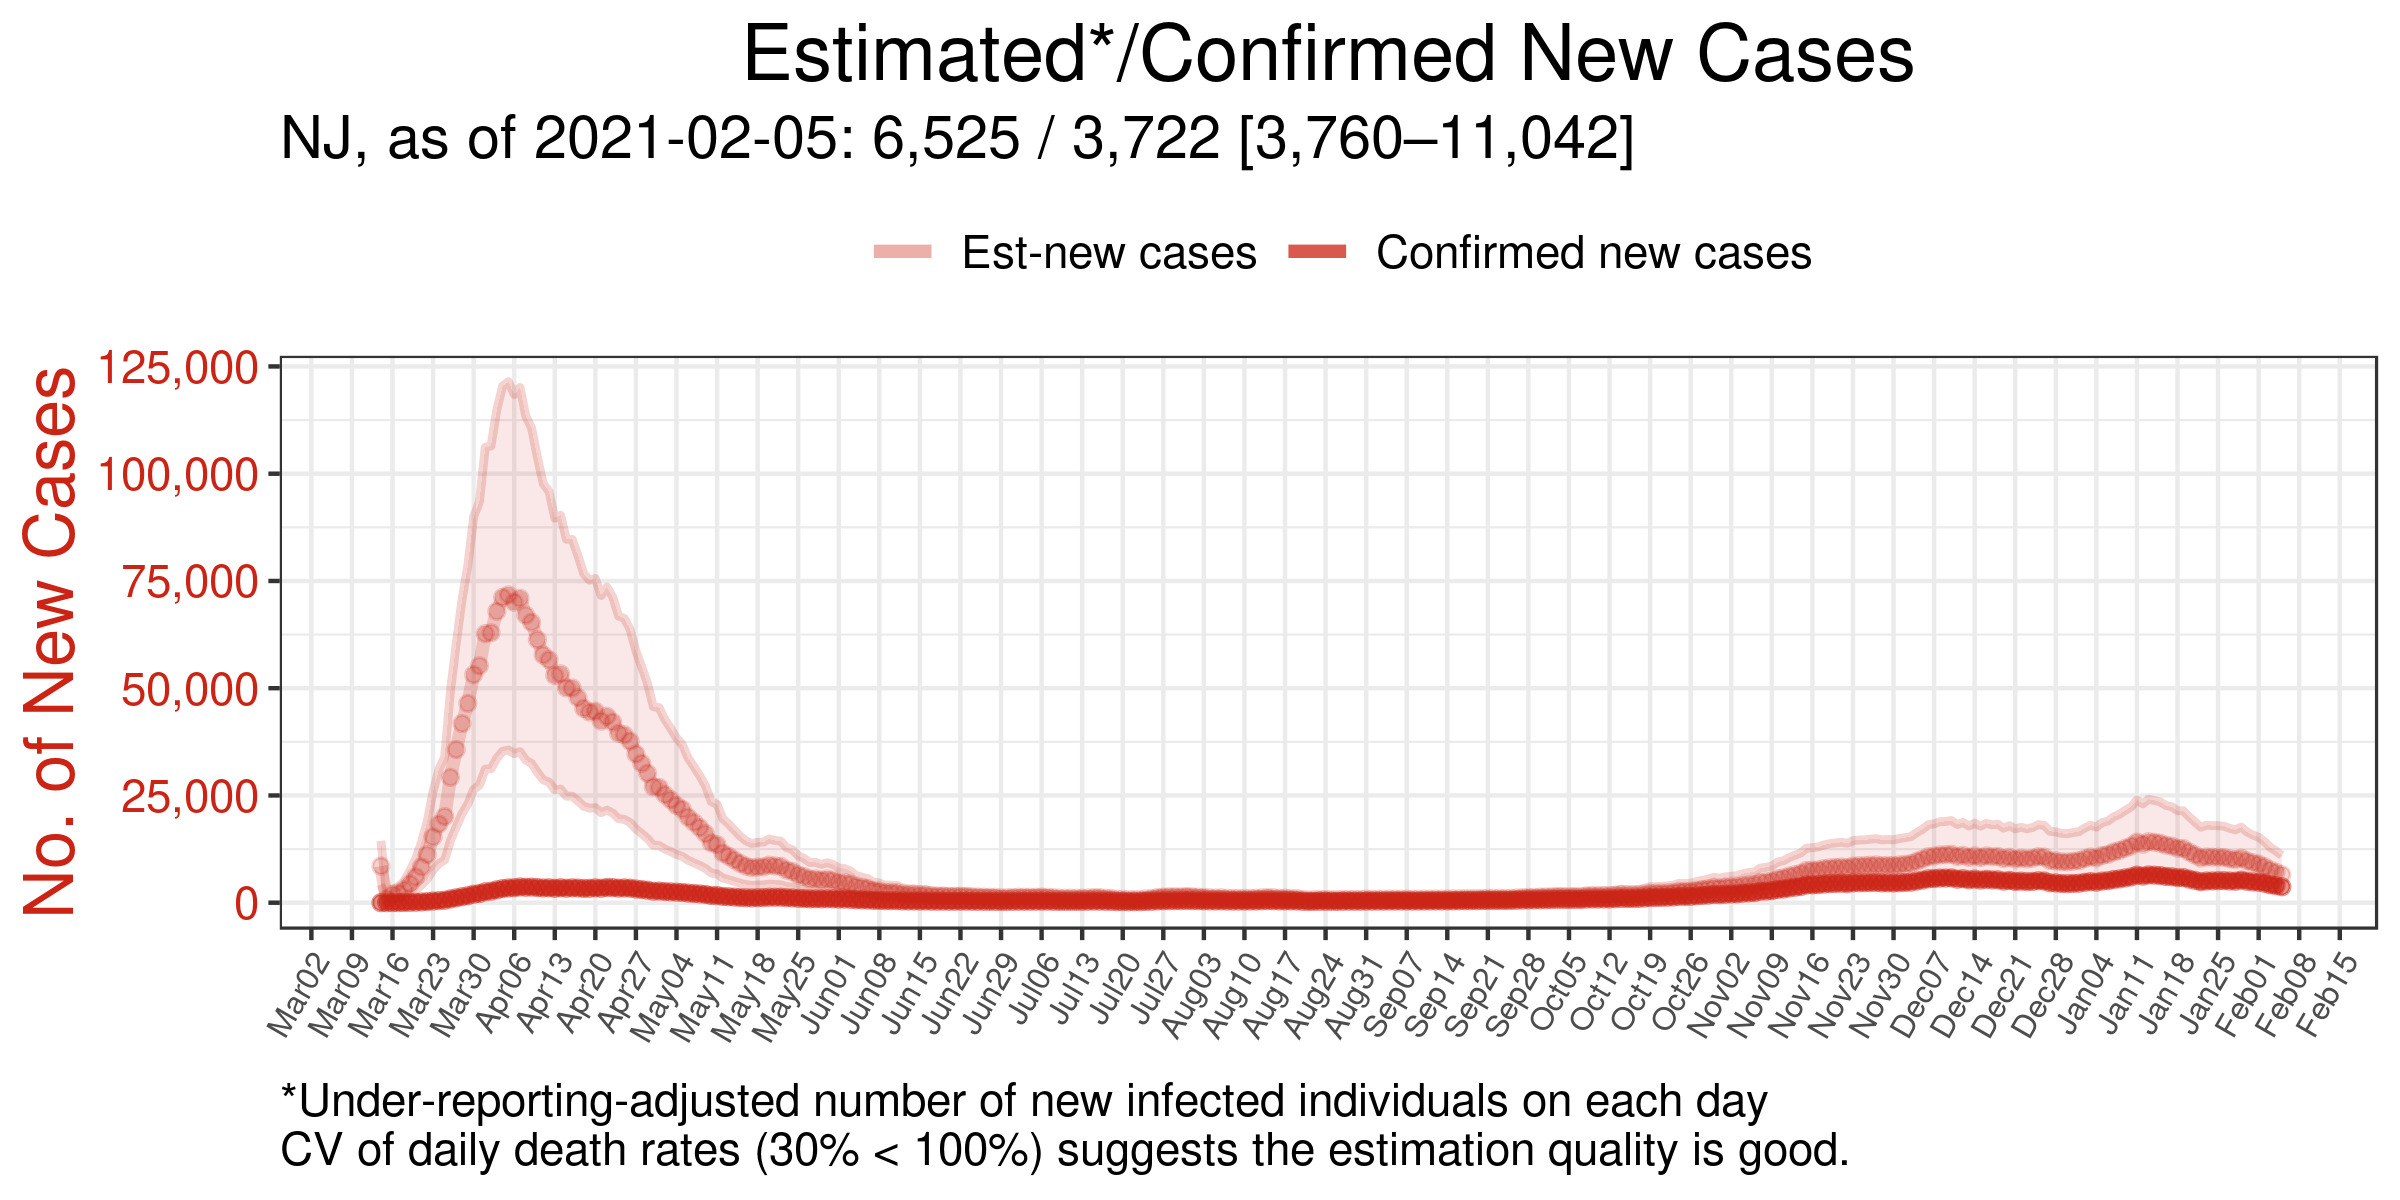 Estimated*/Confirmed New Cases
NJ, as of 2021-02-05: 6,525 / 3,722 [3,760–11,042]
Est-new cases
Confirmed new cases
No. of New Cases
125,000
100,000
75,000
50,000
25,000
0
Mar02
Mar09
Mar16
Mar23
Mar30
Apr06
Apr13
Apr20
Apr27
May04
May11
May18
May25
Jun01
Jun08
Jun15
Jun22
Jun29
Jul06
Jul13
Jul20
Jul27
Aug03
Aug10
Aug17
Aug24
Aug31
Sep07
Sep14
Sep21
Sep28
Oct05
Oct12
Oct19
Oct26
Nov02
Nov09
Nov16
Nov23
Nov30
Dec07
Dec14
Dec21
Dec28
Jan04
Jan11
Jan18
Jan25
Feb01
Feb08
Feb15
*Under-reporting-adjusted number of new infected individuals on each day
CV of daily death rates (30% < 100%) suggests the estimation quality is good.